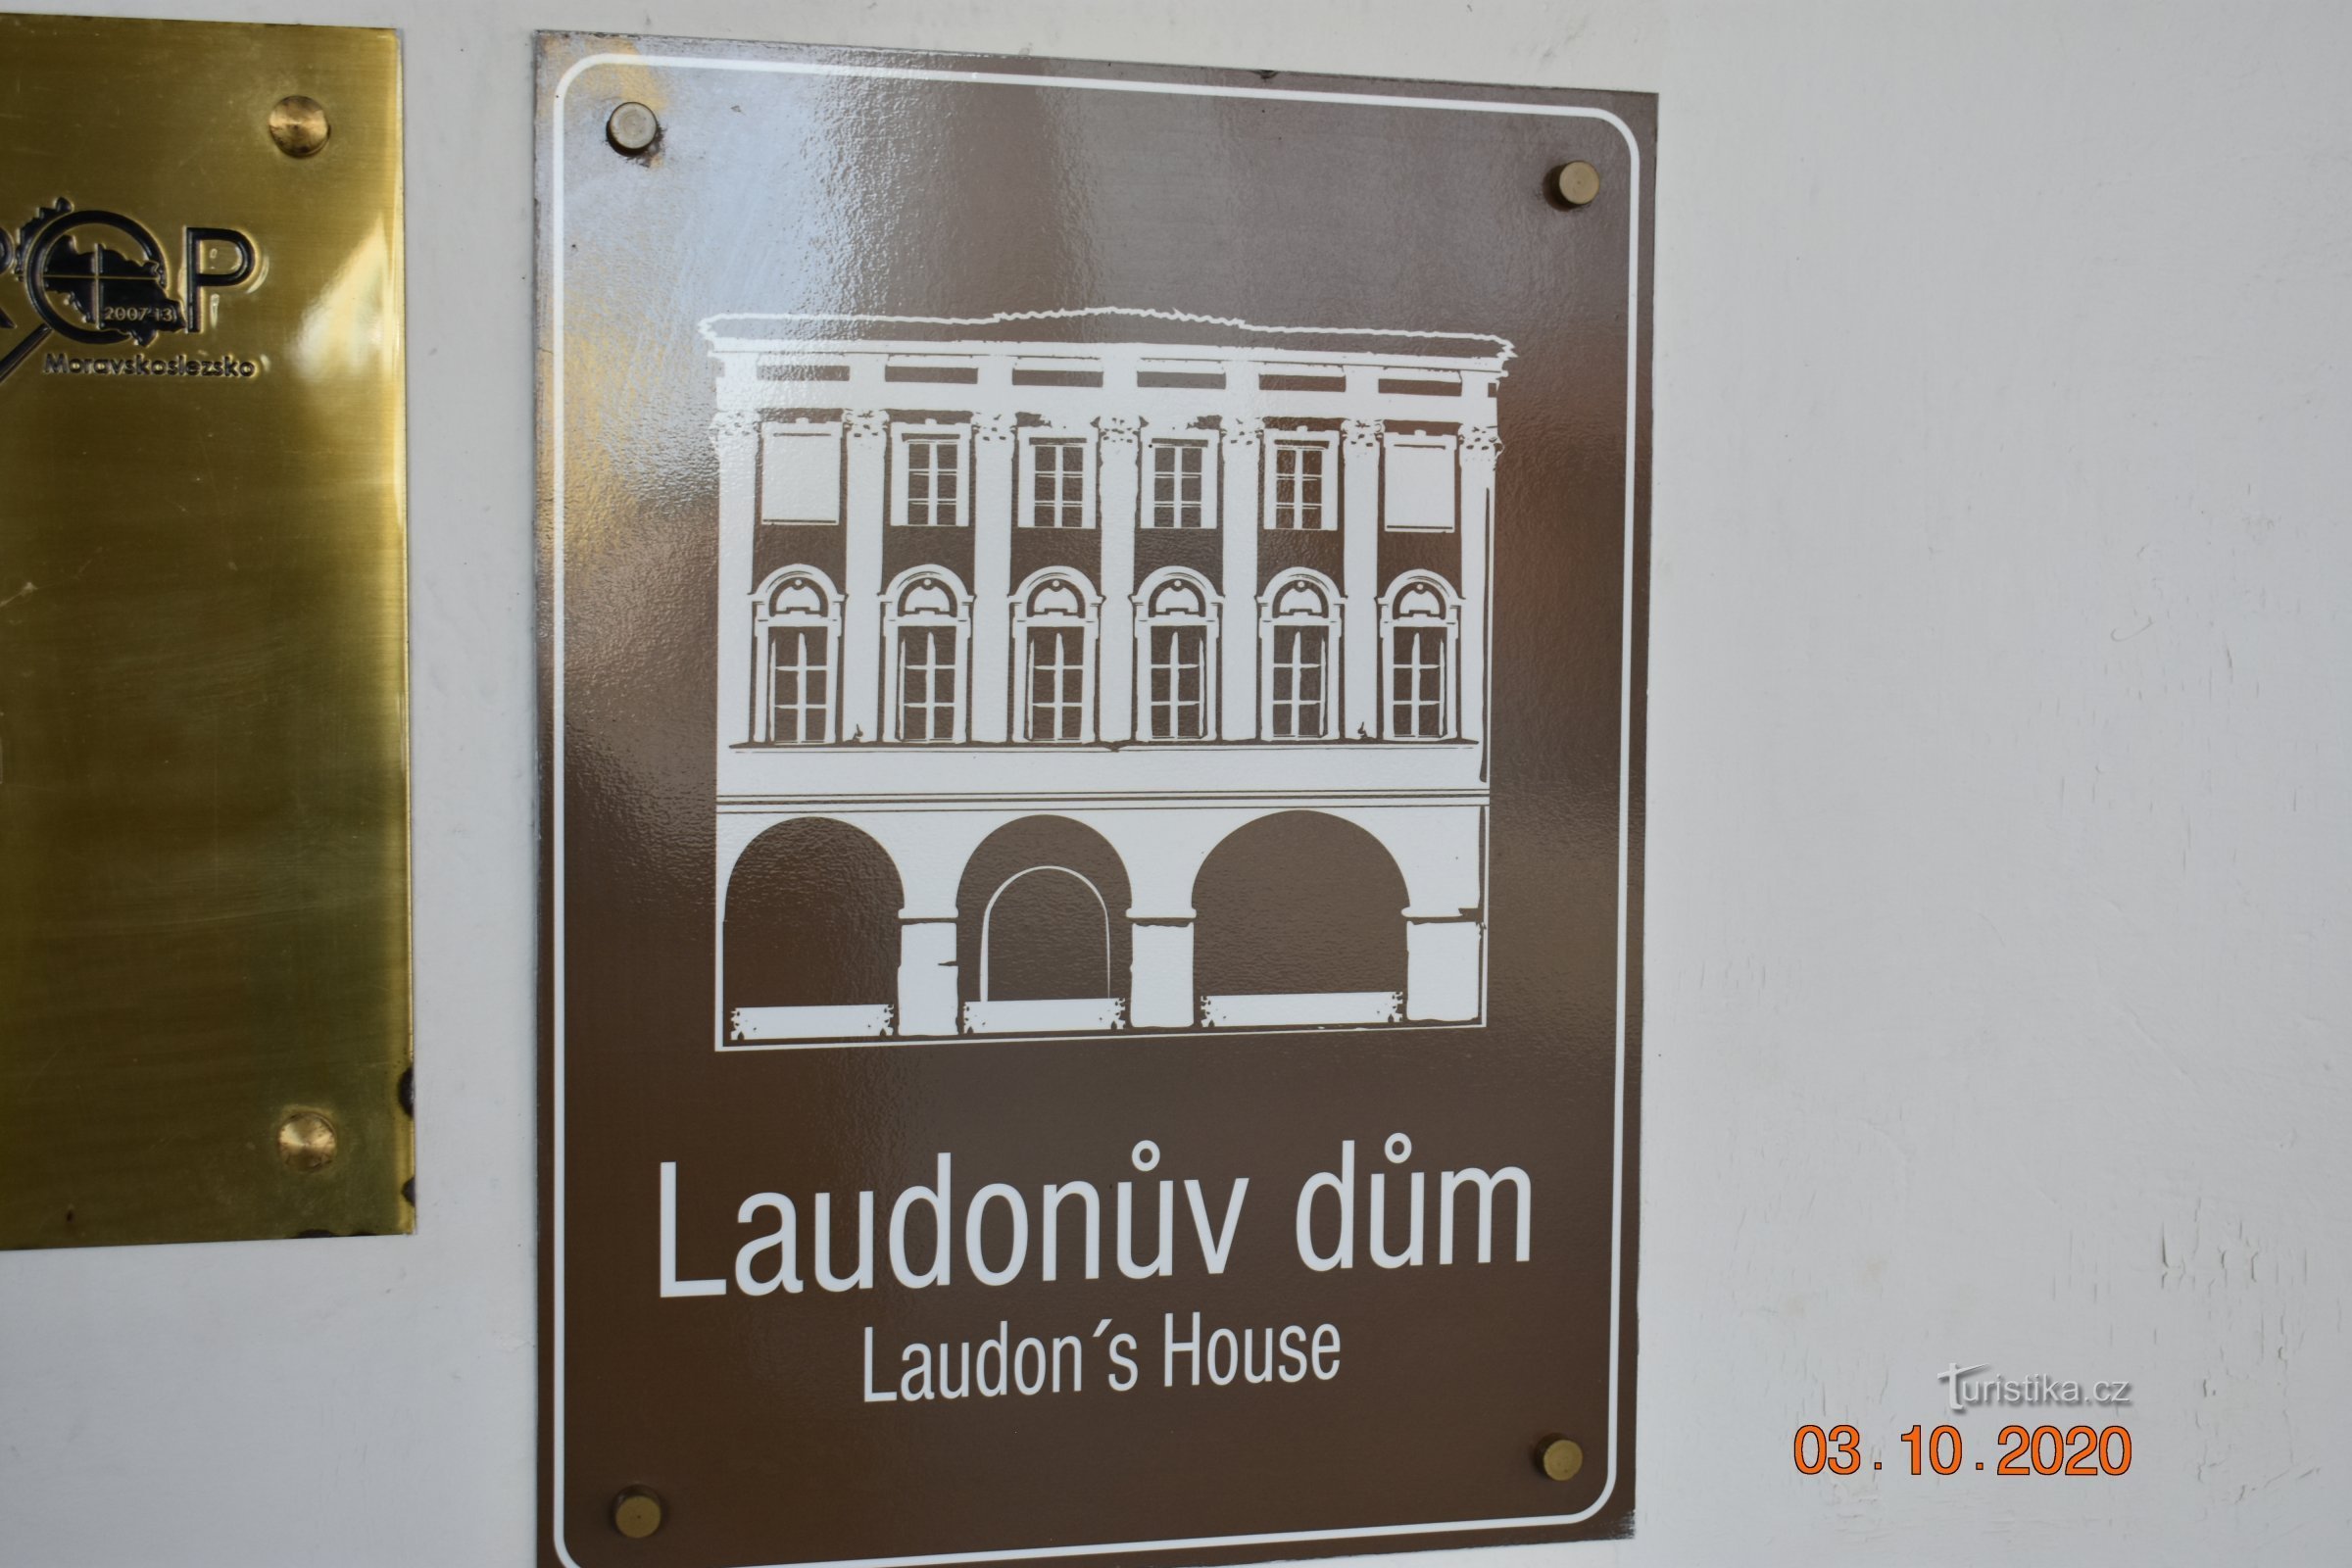 ROP
2007-13
Moravskoslezsko
Laudonův dům
Laudon´s House
Turistika.cz
03.10.2020